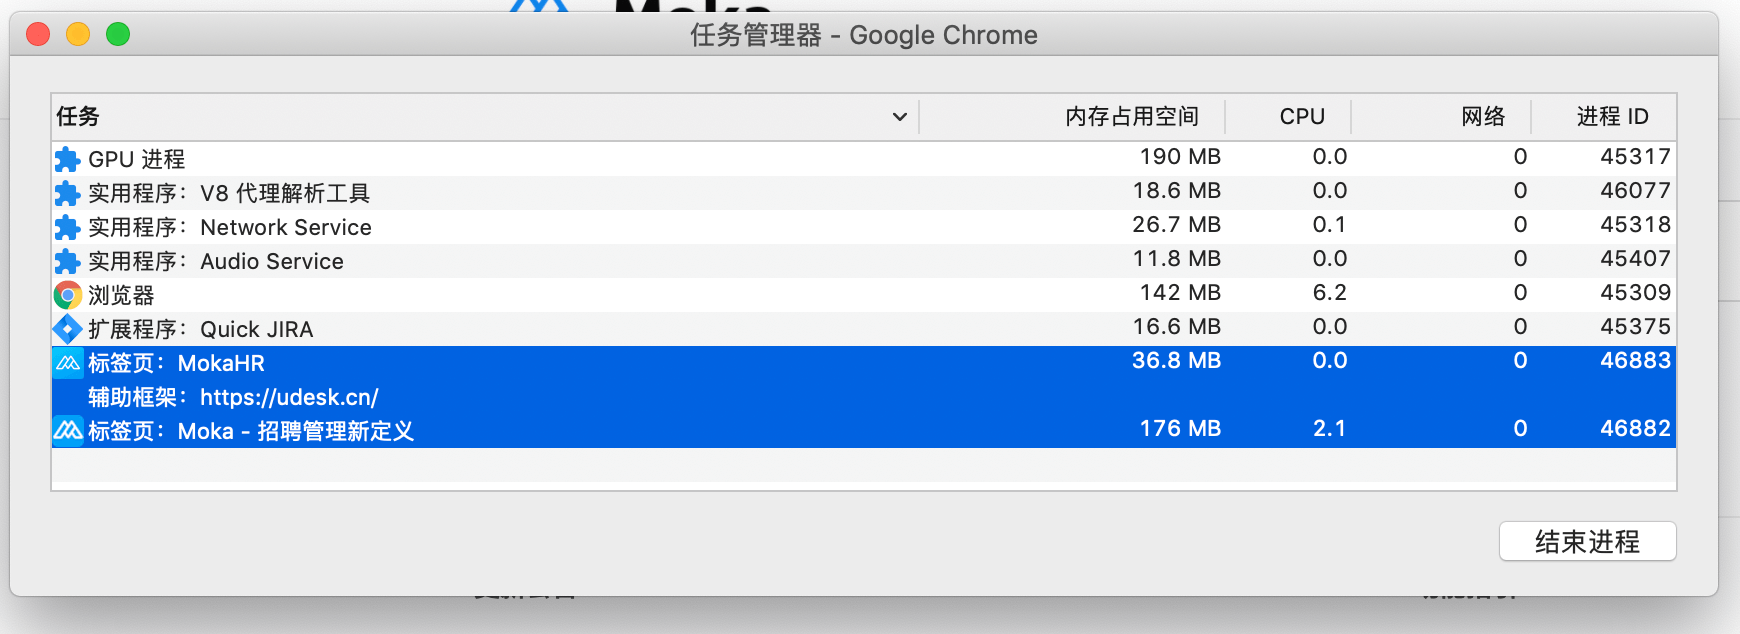 任务管理器 - Google Chrome
任务 内存占用空间 CPU 网络 进程 ID
GPU 进程 190 MB 0.0 0 45317
实用程序：V8 代理解析工具 18.6 MB 0.0 0 46077
实用程序：Network Service 26.7 MB 0.1 0 45318
实用程序：Audio Service 11.8 MB 0.0 0 45407
浏览器 142 MB 6.2 0 45309
扩展程序：Quick JIRA 16.6 MB 0.0 0 45375
标签页：MokaHR 36.8 MB 0.0 0 46883
辅助框架：https://udesk.cn/
标签页：Moka - 招聘管理新定义 176 MB 2.1 0 46882
结束进程